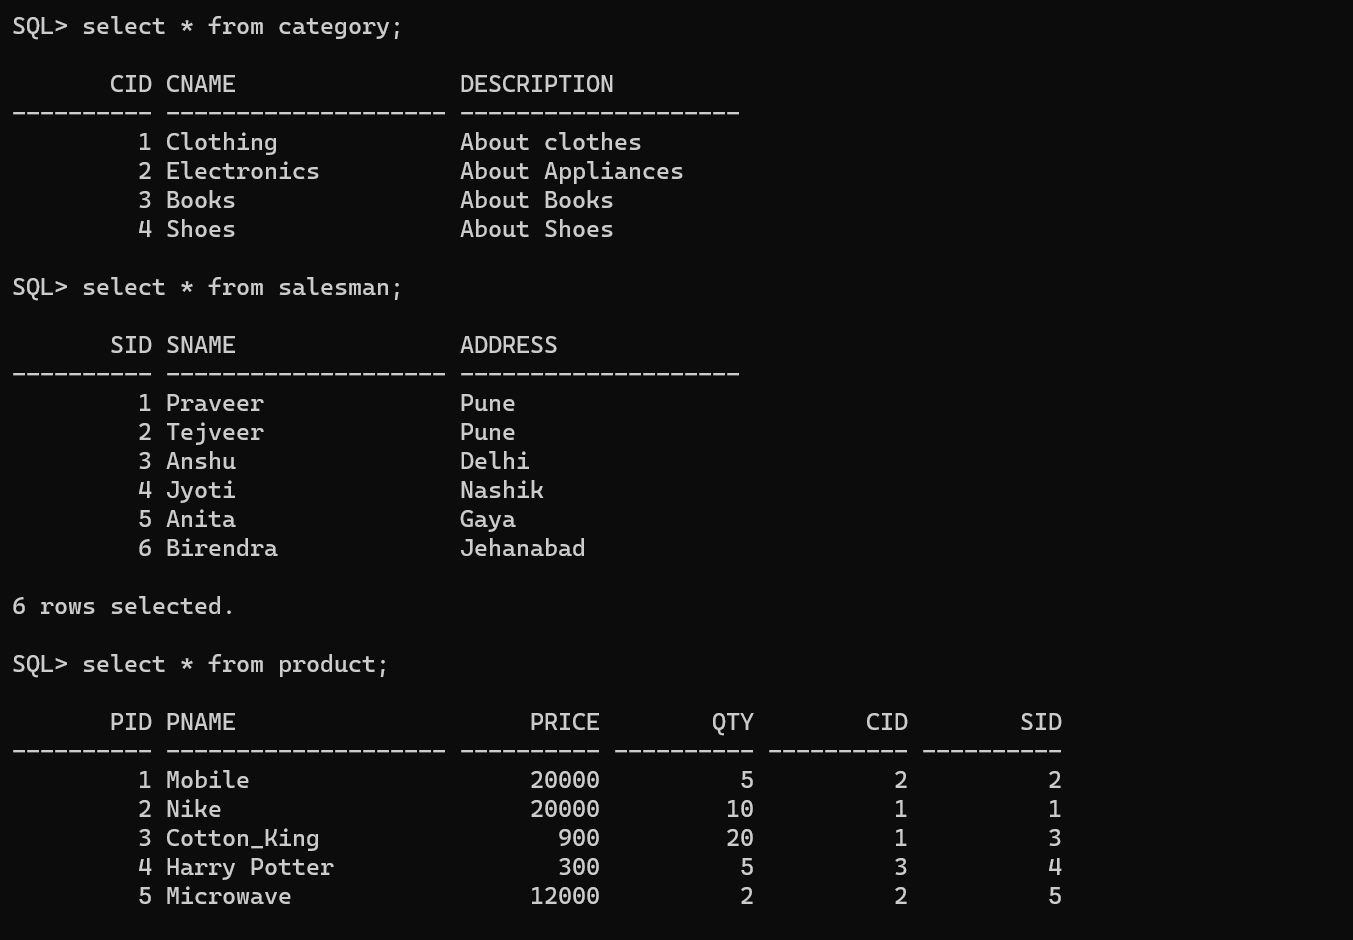 SQL> select * from category;
       CID CNAME                DESCRIPTION
---------- -------------------- --------------------
         1 Clothing             About clothes
         2 Electronics          About Appliances
         3 Books                About Books
         4 Shoes                About Shoes
SQL> select * from salesman;
       SID SNAME                ADDRESS
---------- -------------------- --------------------
         1 Praveer              Pune
         2 Tejveer              Pune
         3 Anshu                Delhi
         4 Jyoti                Nashik
         5 Anita                Gaya
         6 Birendra             Jehanabad
6 rows selected.
SQL> select * from product;
       PID PNAME                     PRICE        QTY        CID        SID
---------- -------------------- ---------- ---------- ---------- ----------
         1 Mobile                    20000          5          2          2
         2 Nike                      20000         10          1          1
         3 Cotton_King                 900         20          1          3
         4 Harry Potter                300          5          3          4
         5 Microwave                 12000          2          2          5